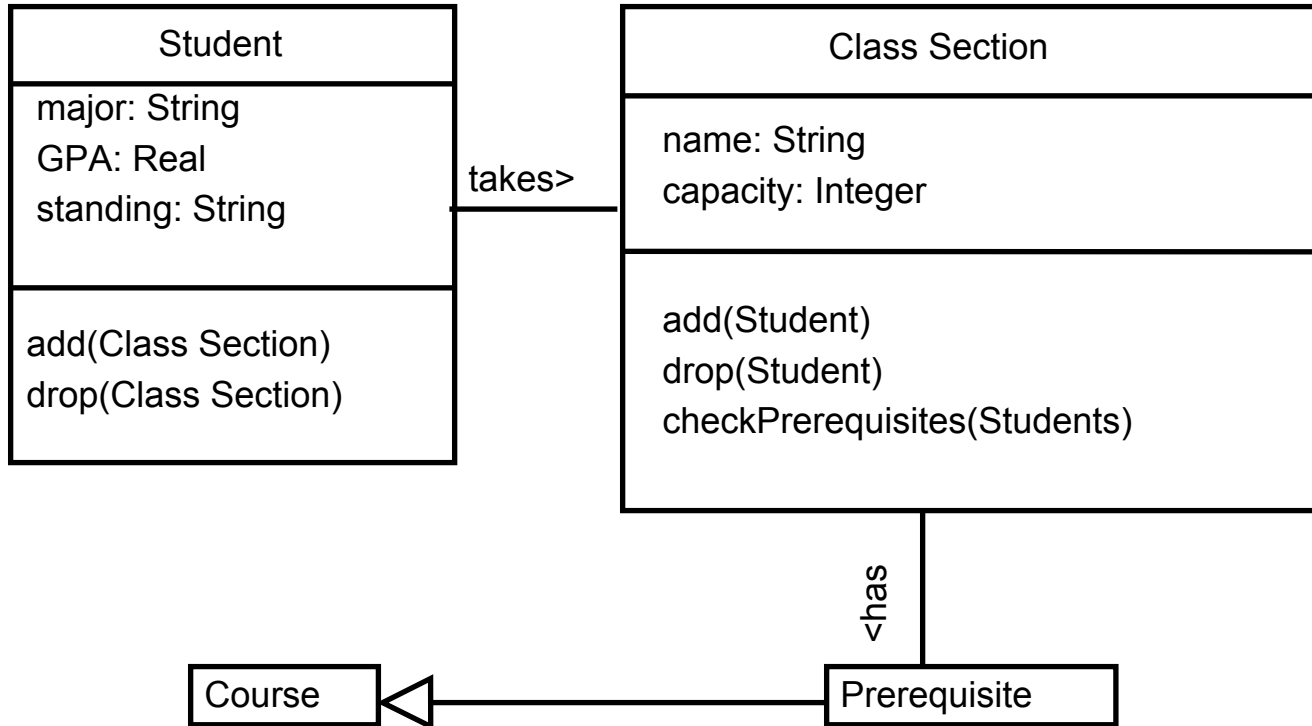 Student
major: String
GPA: Real
standing: String
add(Class Section)
drop(Class Section)
takes>
Class Section
name: String
capacity: Integer
add(Student)
drop(Student)
checkPrerequisites(Students)
<has
Course
Prerequisite